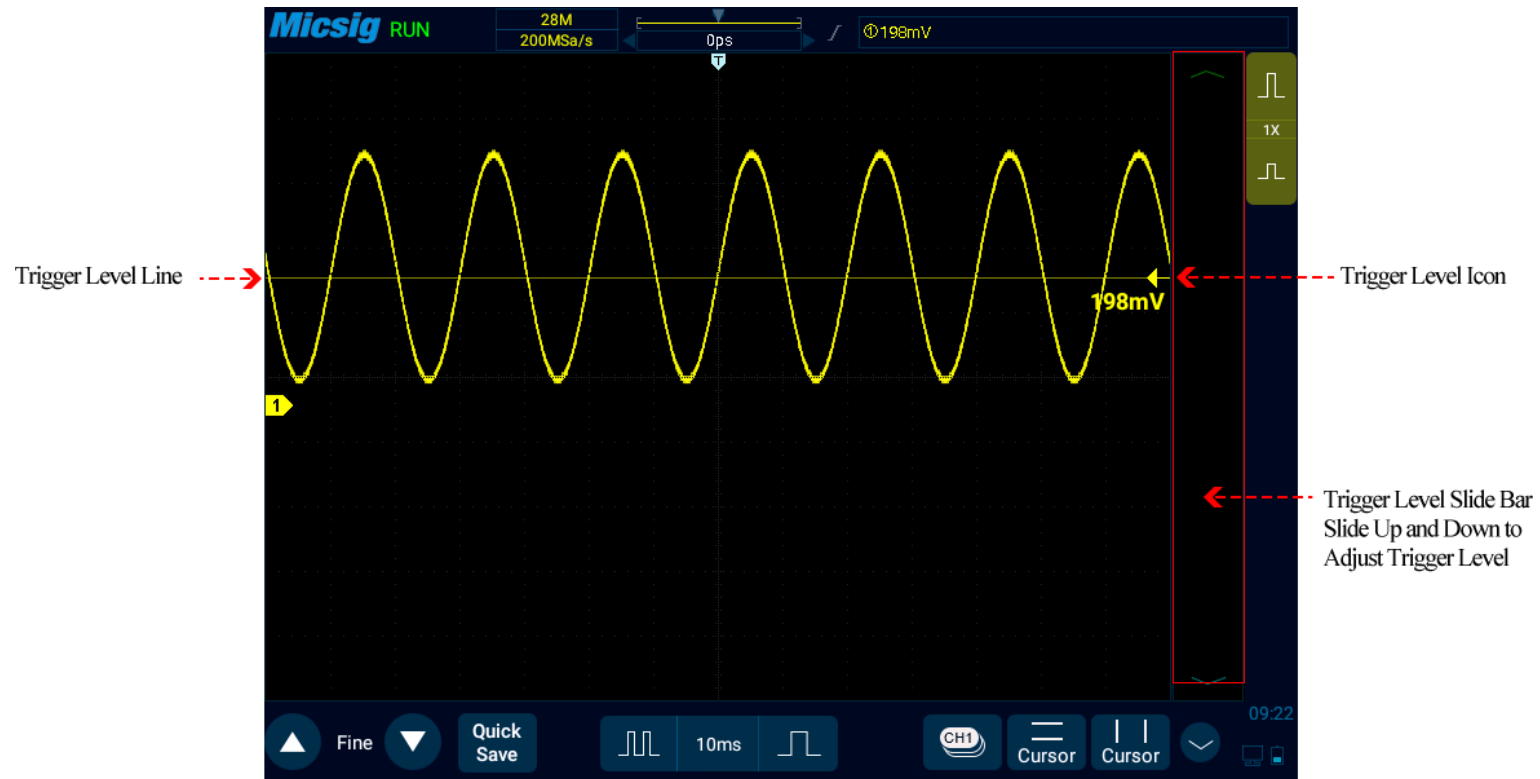 Micsig RUN
28M
200MSa/s
0ps
①198mV
T
1X
Trigger Level Line
Trigger Level Icon
198mV
1
Trigger Level Slide Bar
Slide Up and Down to
Adjust Trigger Level
09:22
Fine
Quick
Save
10ms
CH1
Cursor
Cursor